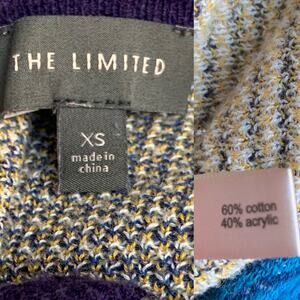 THE LIMITED
XS
made in
china
60% cotton
40% acrylic